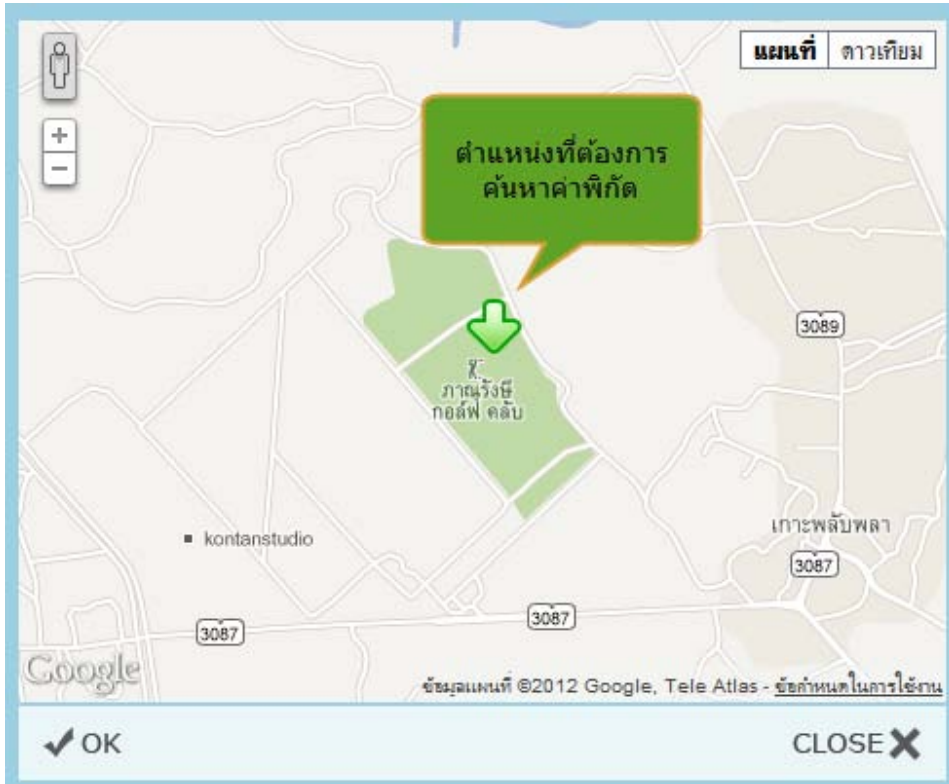 แผนที่ ดาวเทียม
ตำแหน่งที่ต้องการ
ค้นหาค่าพิกัด
3089
ภาณุรังษี
กอล์ฟ คลับ
kontanstudio
เกาะพลับพลา
3087
3087
3087
Google
ข้อมูลแผนที่ ©2012 Google, Tele Atlas - ข้อกำหนดในการใช้งาน
OK CLOSE